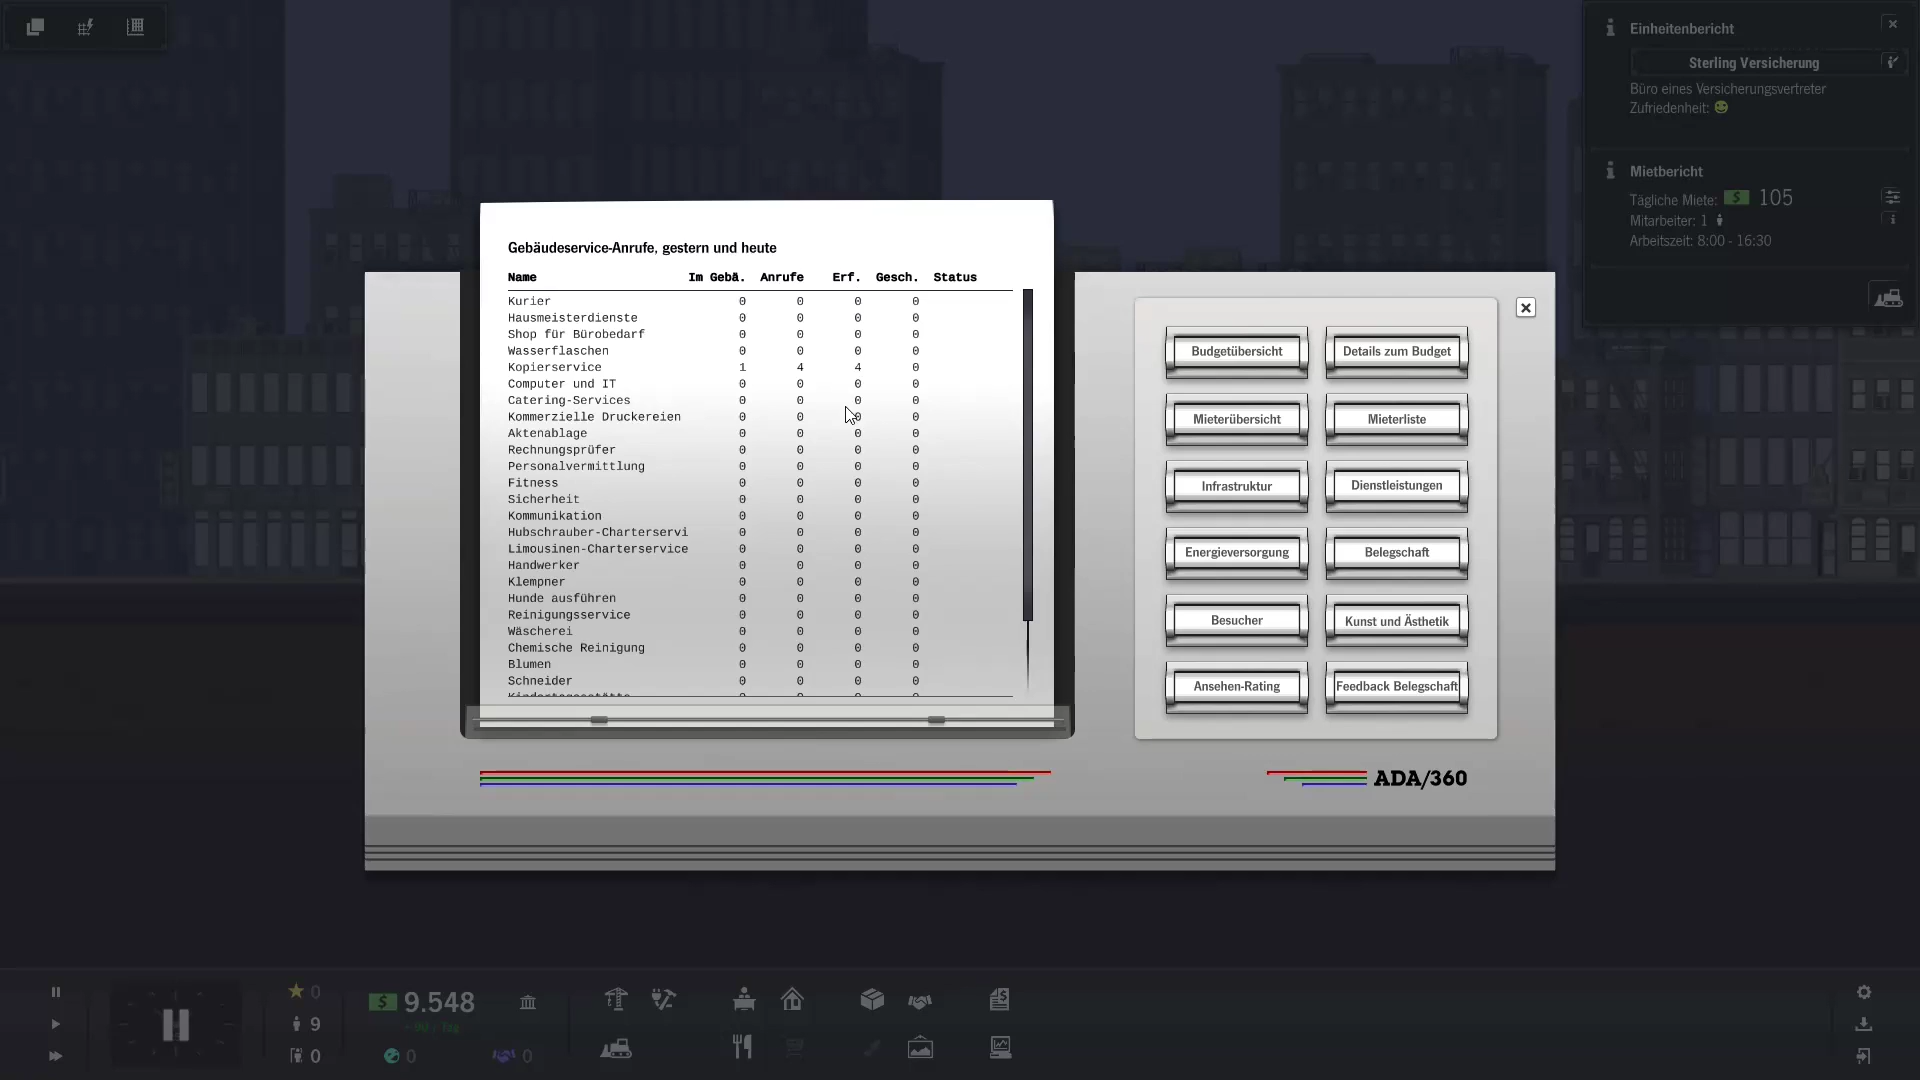 Einheitenbericht
Sterling Versicherung
Büro eines Versicherungsvertreter
Zufriedenheit:
Mietbericht
Tägliche Miete: $ 105
Mitarbeiter: 1
Arbeitszeit: 8:00 - 16:30
Gebäudeservice-Anrufe, gestern und heute
Name Im Gebä. Anrufe Erf. Gesch. Status
Kurier 0 0 0 0
Hausmeisterdienste 0 0 0 0
Shop für Bürobedarf 0 0 0 0
Wasserflaschen 0 0 0 0
Kopierservice 1 4 4 0
Computer und IT 0 0 0 0
Catering-Services 0 0 0 0
Kommerzielle Druckereien 0 0 0 0
Aktenablage 0 0 0 0
Rechnungsprüfer 0 0 0 0
Personalvermittlung 0 0 0 0
Fitness 0 0 0 0
Sicherheit 0 0 0 0
Kommunikation 0 0 0 0
Hubschrauber-Charterservi 0 0 0 0
Limousinen-Charterservice 0 0 0 0
Handwerker 0 0 0 0
Klempner 0 0 0 0
Hunde ausführen 0 0 0 0
Reinigungsservice 0 0 0 0
Wäscherei 0 0 0 0
Chemische Reinigung 0 0 0 0
Blumen 0 0 0 0
Schneider 0 0 0 0
Budgetübersicht
Details zum Budget
Mieterübersicht
Mieterliste
Infrastruktur
Dienstleistungen
Energieversorgung
Belegschaft
Besucher
Kunst und Ästhetik
Ansehen-Rating
Feedback Belegschaft
ADA/360
0
9
0
$ 9.548
0
0